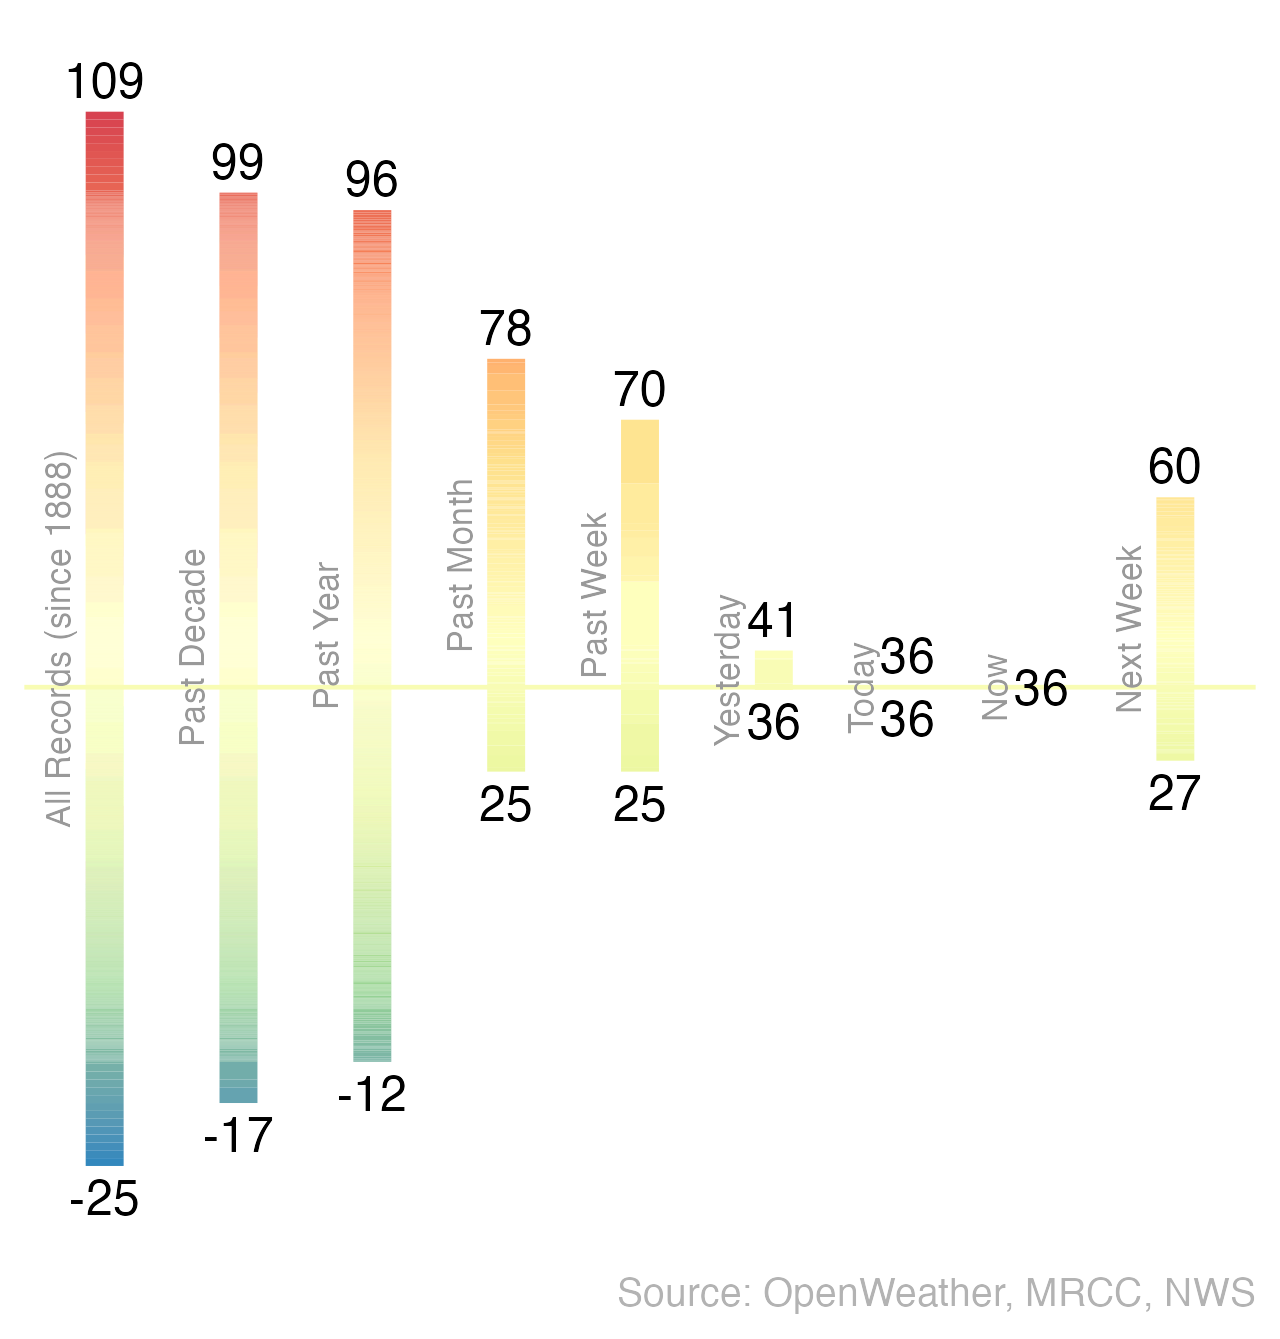 109
All Records (since 1888)
-25
99
Past Decade
-17
96
Past Year
-12
78
Past Month
25
70
Past Week
25
41
Yesterday
36
36
Today
36
Now
36
60
Next Week
27
Source: OpenWeather, MRCC, NWS